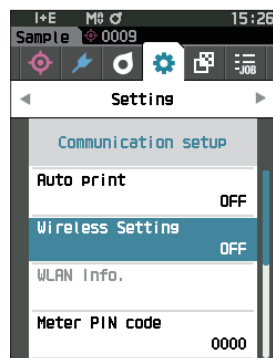 I+E M0 15:26
Sample 0009
-JOB
Setting
Communication setup
Auto print
OFF
Wireless Setting
OFF
WLAN Info.
Meter PIN code
0000